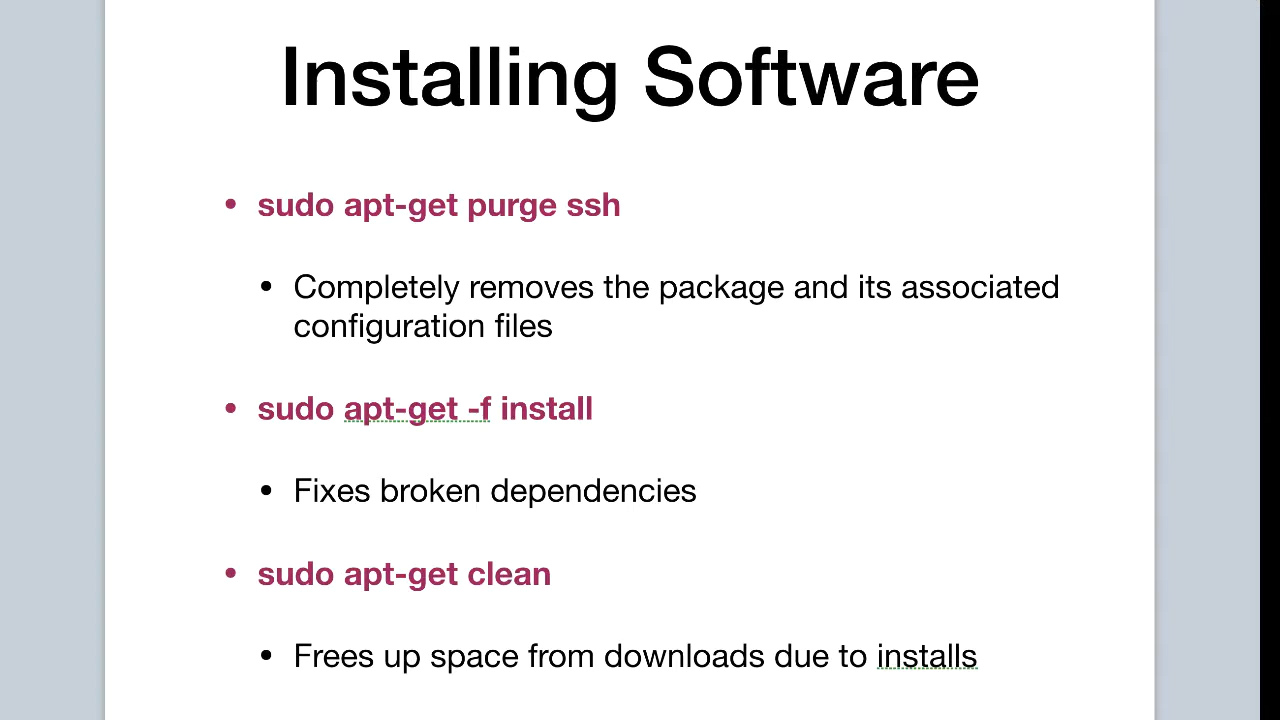 Installing Software
• sudo apt-get purge ssh
• Completely removes the package and its associated
configuration files
• sudo apt-get -f install
• Fixes broken dependencies
• sudo apt-get clean
• Frees up space from downloads due to installs